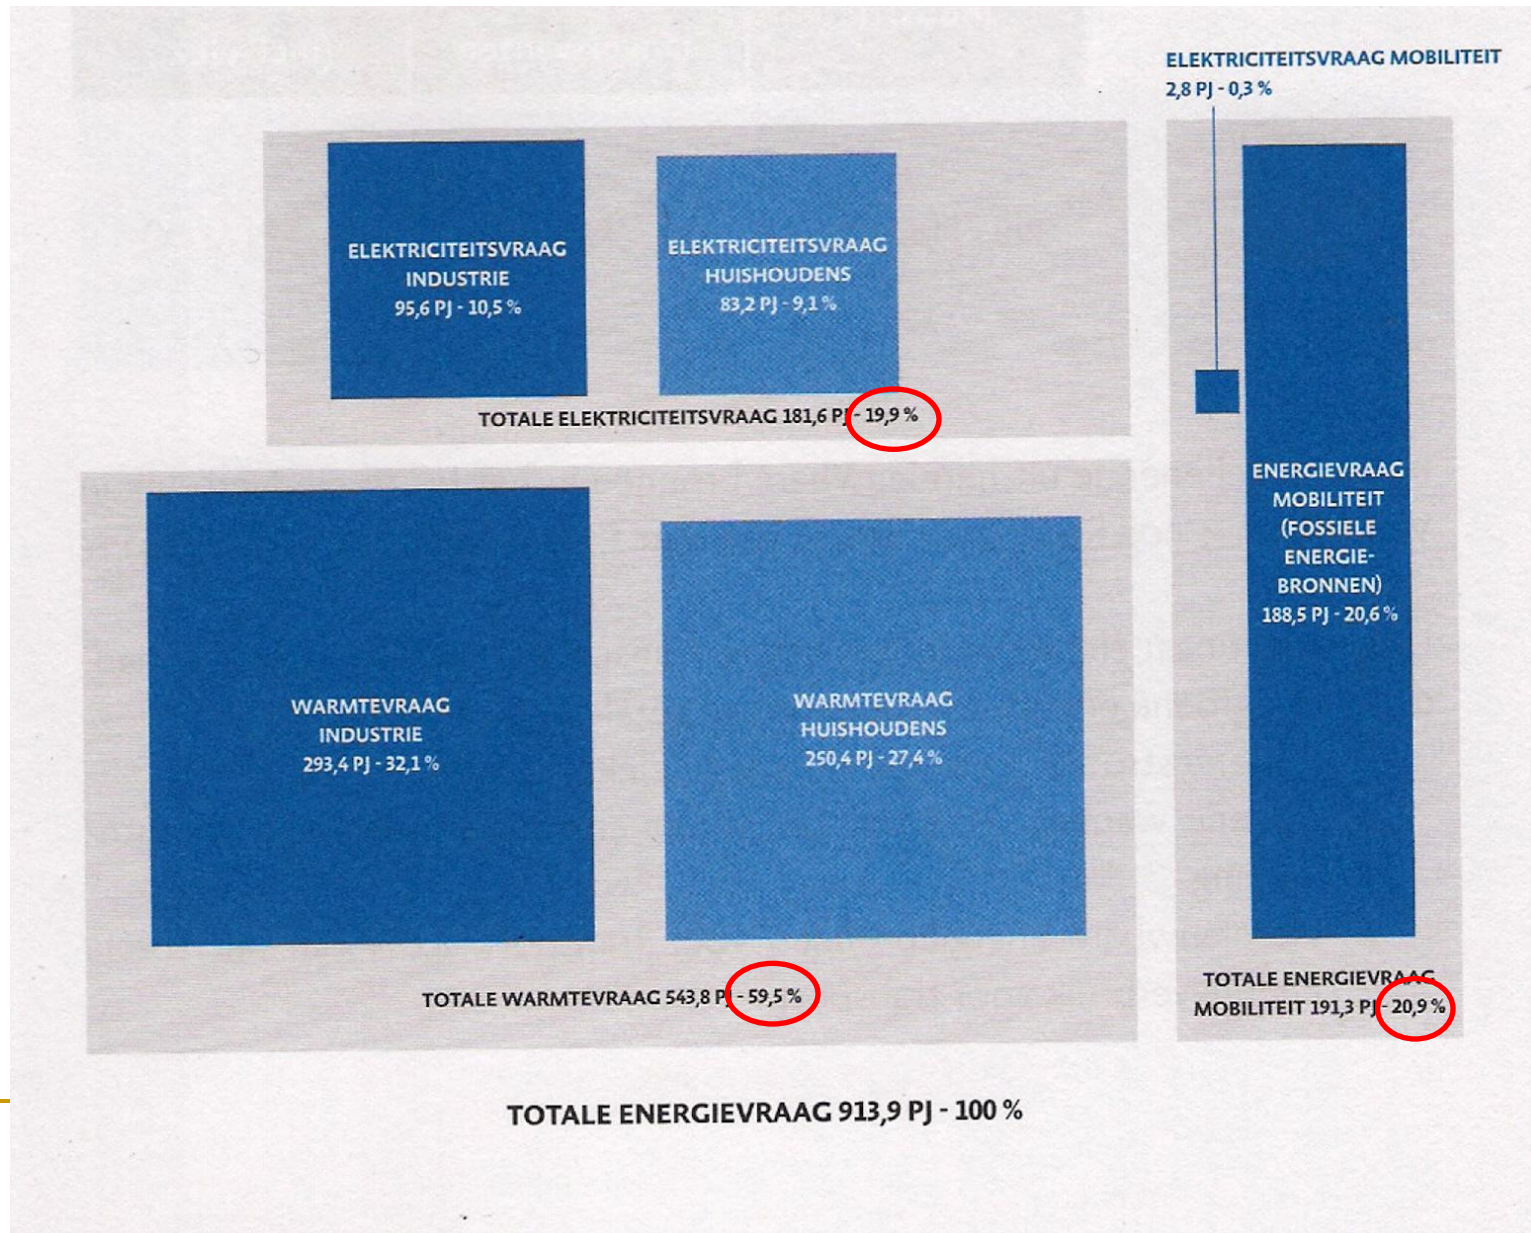 ELEKTRICITEITSVRAAG MOBILITEIT
2,8 PJ - 0,3 %
ELEKTRICITEITSVRAAG
INDUSTRIE
95,6 PJ - 10,5 %
ELEKTRICITEITSVRAAG
HUISHOUDENS
83,2 PJ - 9,1 %
TOTALE ELEKTRICITEITSVRAAG 181,6 PJ - 19,9 %
WARMTEVRAAG
INDUSTRIE
293,4 PJ - 32,1 %
WARMTEVRAAG
HUISHOUDENS
250,4 PJ - 27,4 %
TOTALE WARMTEVRAAG 543,8 PJ - 59,5 %
ENERGIEVRAAG
MOBILITEIT
(FOSSIELE
ENERGIE-
BRONNEN)
188,5 PJ - 20,6 %
TOTALE ENERGIEVRAAG
MOBILITEIT 191,3 PJ - 20,9 %
TOTALE ENERGIEVRAAG 913,9 PJ - 100 %